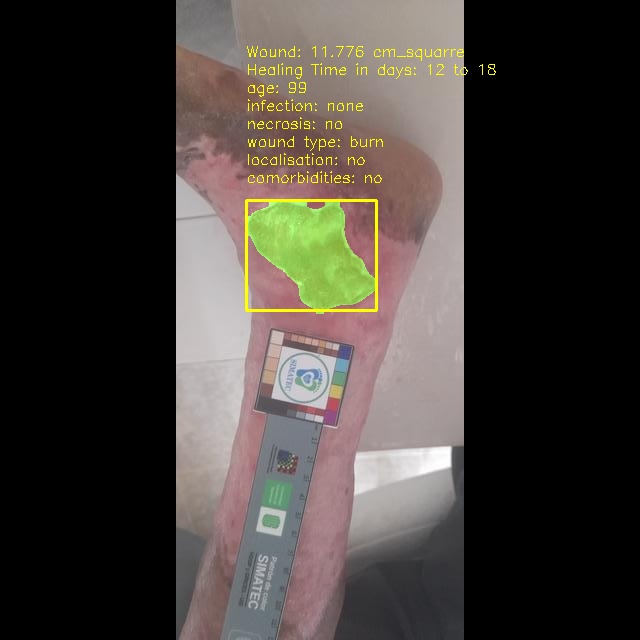 Wound: 11.776 cm_squarre
Healing Time in days: 12 to 18
age: 99
infection: none
necrosis: no
wound type: burn
localisation: no
comorbidities: no
SIMATEC
SIMATEC